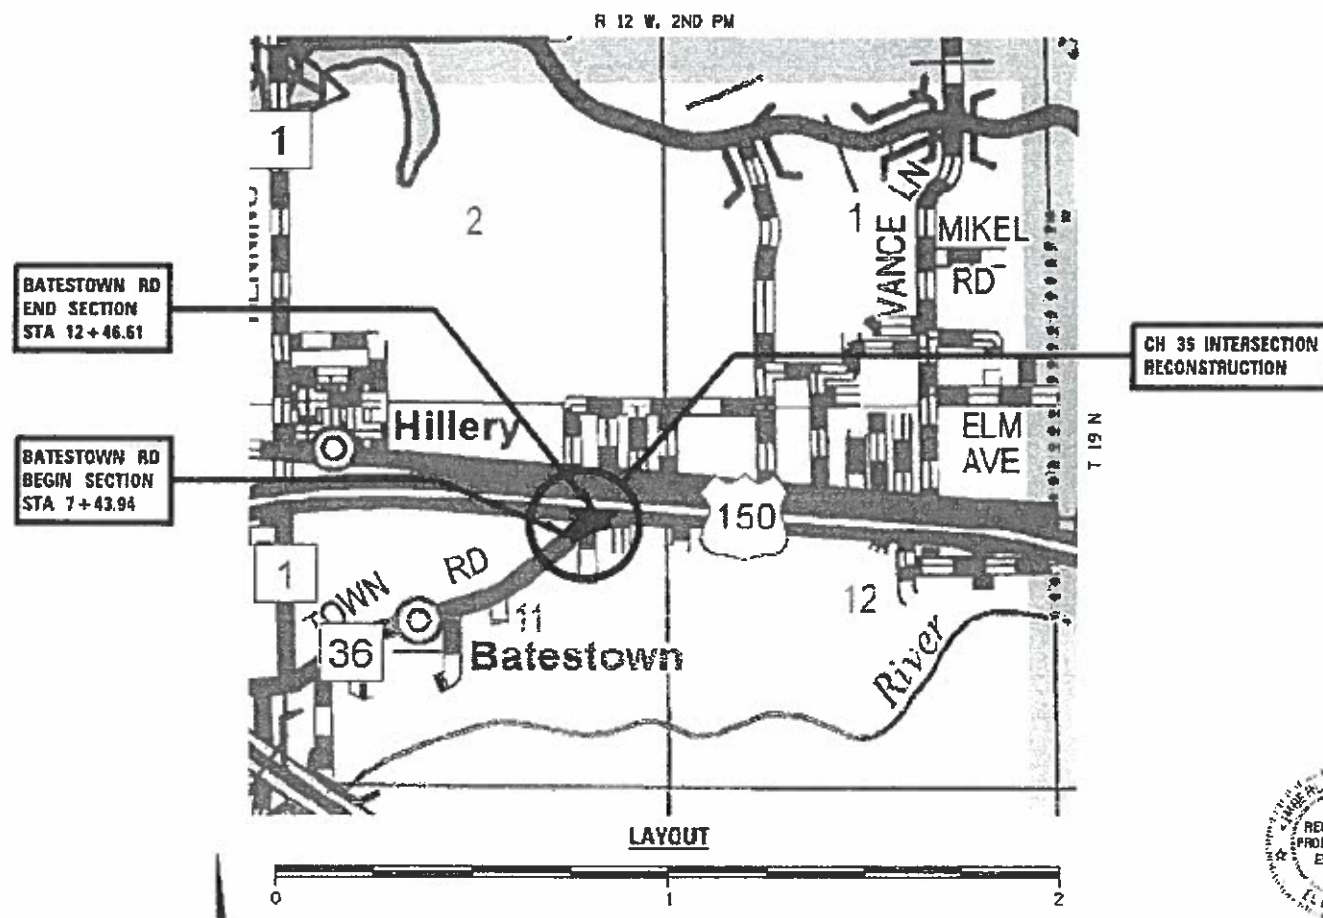 R 12 W, 2ND PM
1
2
1
VANCE LN
MIKEL
RD
BATESTOWN RD
END SECTION
STA 12+46.61
CH 36 INTERSECTION
RECONSTRUCTION
Hillery
ELM
AVE
T 19 N
BATESTOWN RD
BEGIN SECTION
STA 7+43.94
150
1
RD
TOWN
12
11
36
Batestown
River
LAYOUT
0
1
2